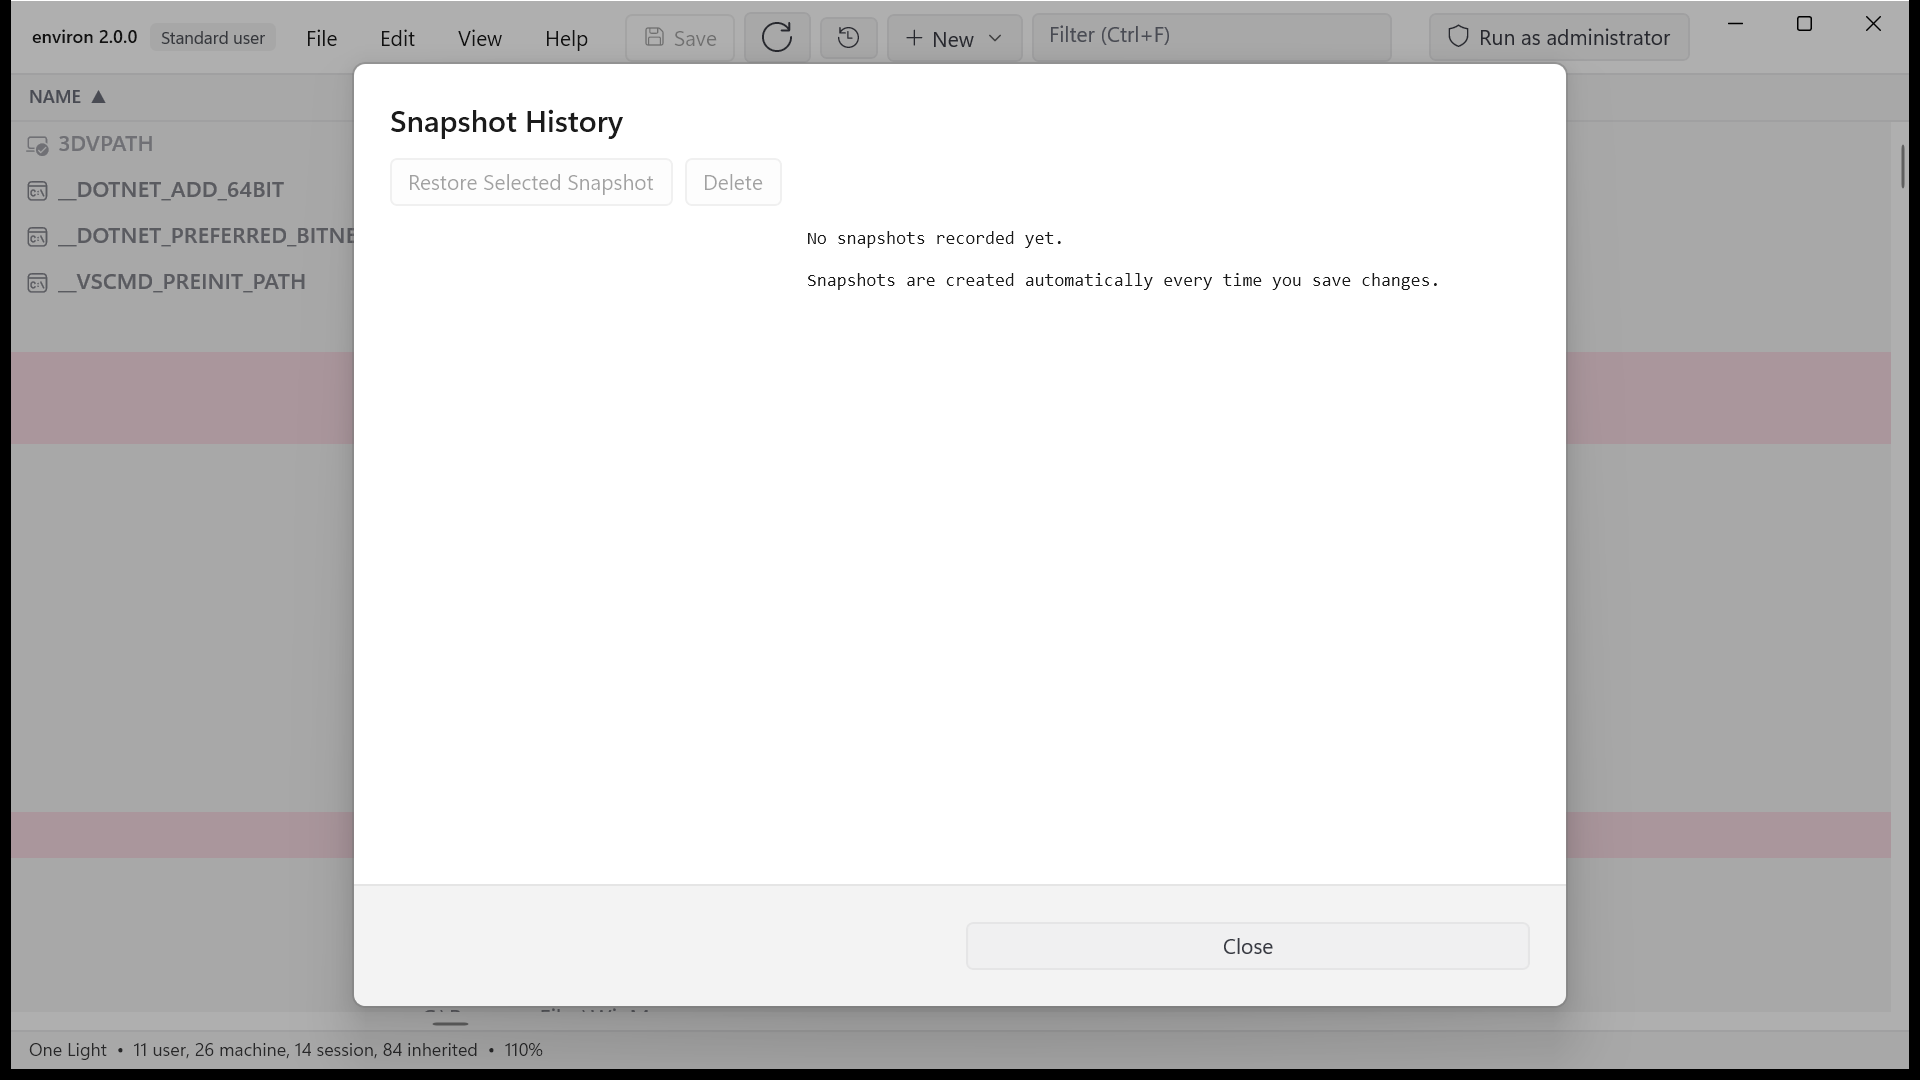 environ 2.0.0 Standard user File Edit View Help Save New Filter (Ctrl+F) Run as administrator
NAME
3DVPATH
__DOTNET_ADD_64BIT
__DOTNET_PREFERRED_BITNE
__VSCMD_PREINIT_PATH
Snapshot History
Restore Selected Snapshot Delete
No snapshots recorded yet.
Snapshots are created automatically every time you save changes.
Close
One Light • 11 user, 26 machine, 14 session, 84 inherited • 110%